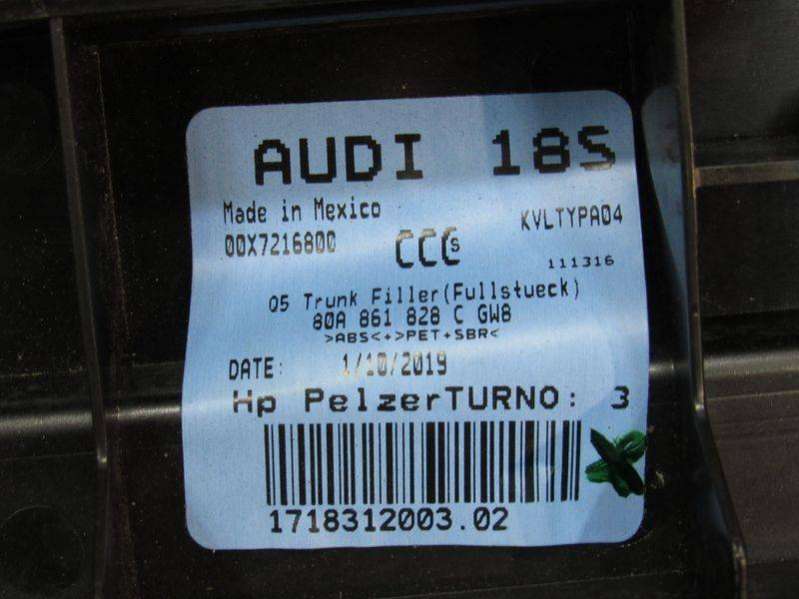 AUDI 18S
Made in Mexico
KVLTYPA04
00X7216800
CCC S
111316
Q5 Trunk Filler(Fullstueck)
80A 861 828 C GW8
>ABS<+>PET+SBR<
DATE: 1/10/2019
Hp PelzerTURNO: 3
1718312003.02